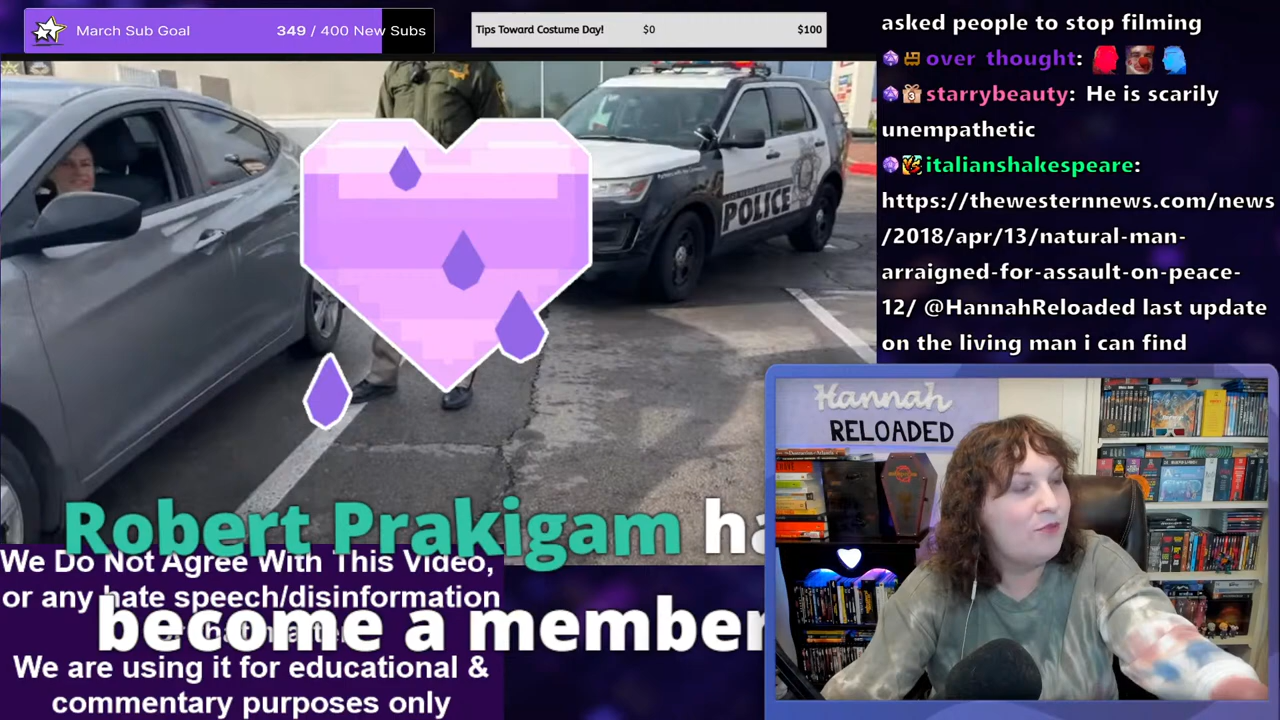 March Sub Goal
349 / 400 New Subs
Tips Toward Costume Day!
$0
$100
asked people to stop filming
over thought:
starrybeauty: He is scarily
unempathetic
italianshakespeare:
https://thewesternnews.com/news
/2018/apr/13/natural-man-
arraigned-for-assault-on-peace-
12/ @HannahReloaded last update
on the living man i can find
POLICE
Hannah
RELOADED
Robert Prakigam ha
become a member
We Do Not Agree With This Video,
or any hate speech/disinformation
We are using it for educational &
commentary purposes only